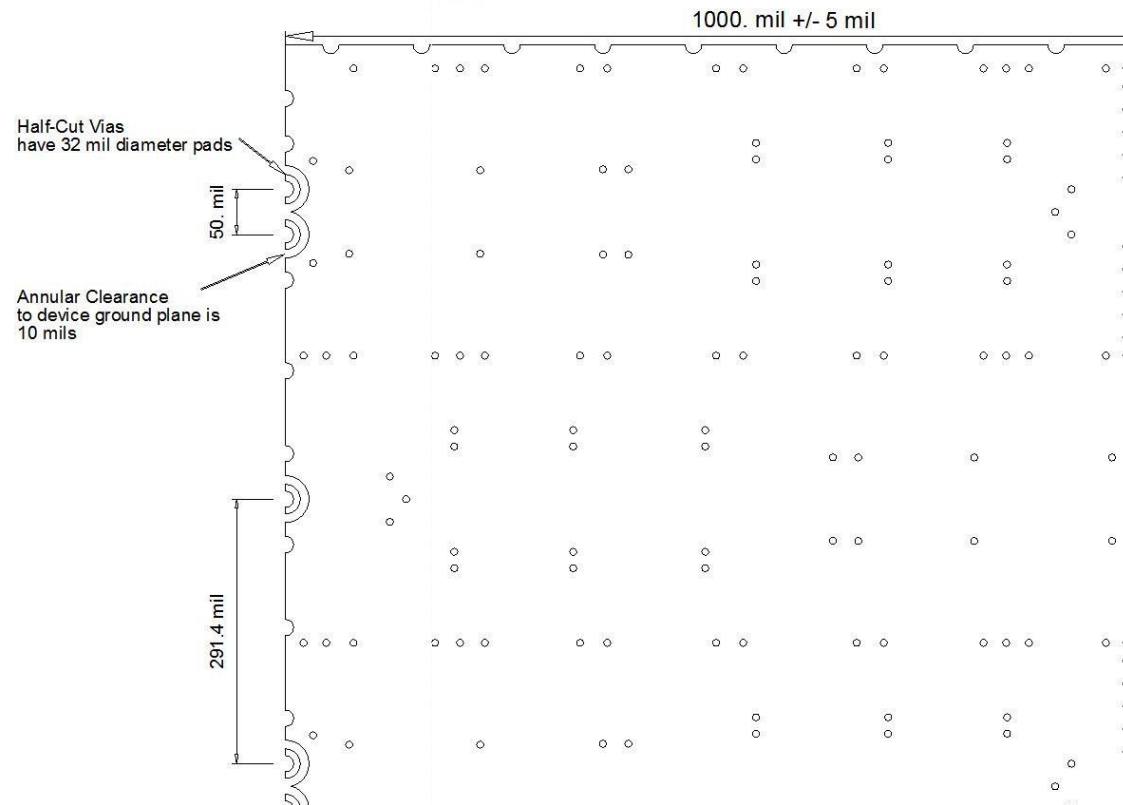 1000. mil +/- 5 mil
Half-Cut Vias
have 32 mil diameter pads
50. mil
Annular Clearance
to device ground plane is
10 mils
291.4 mil